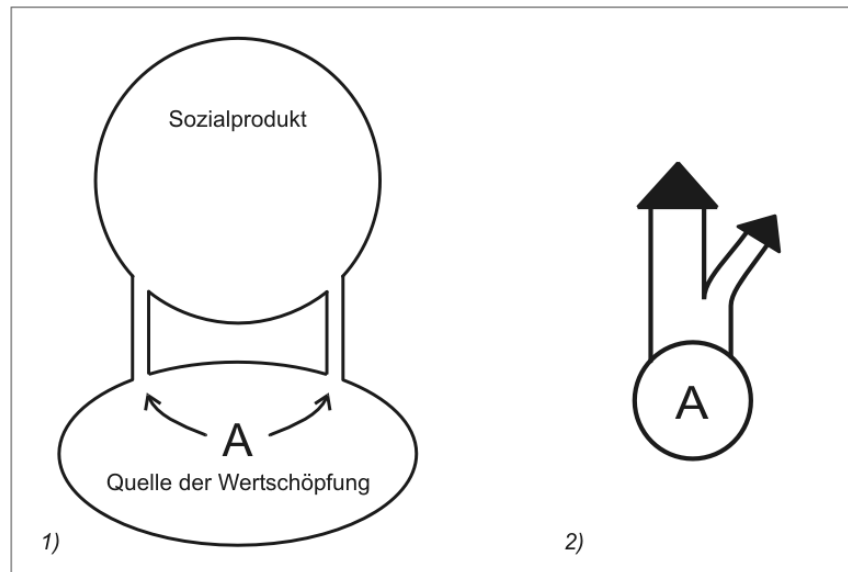 Sozialprodukt
A
Quelle der Wertschöpfung
1)
A
2)